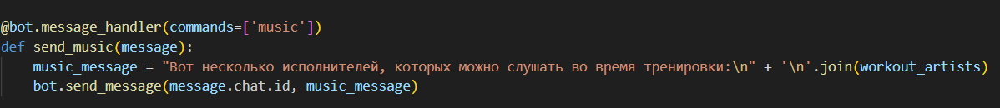 @bot.message_handler(commands=['music'])
def send_music(message):
    music_message = "Вот несколько исполнителей, которых можно слушать во время тренировки:\n" + '\n'.join(workout_artists)
    bot.send_message(message.chat.id, music_message)